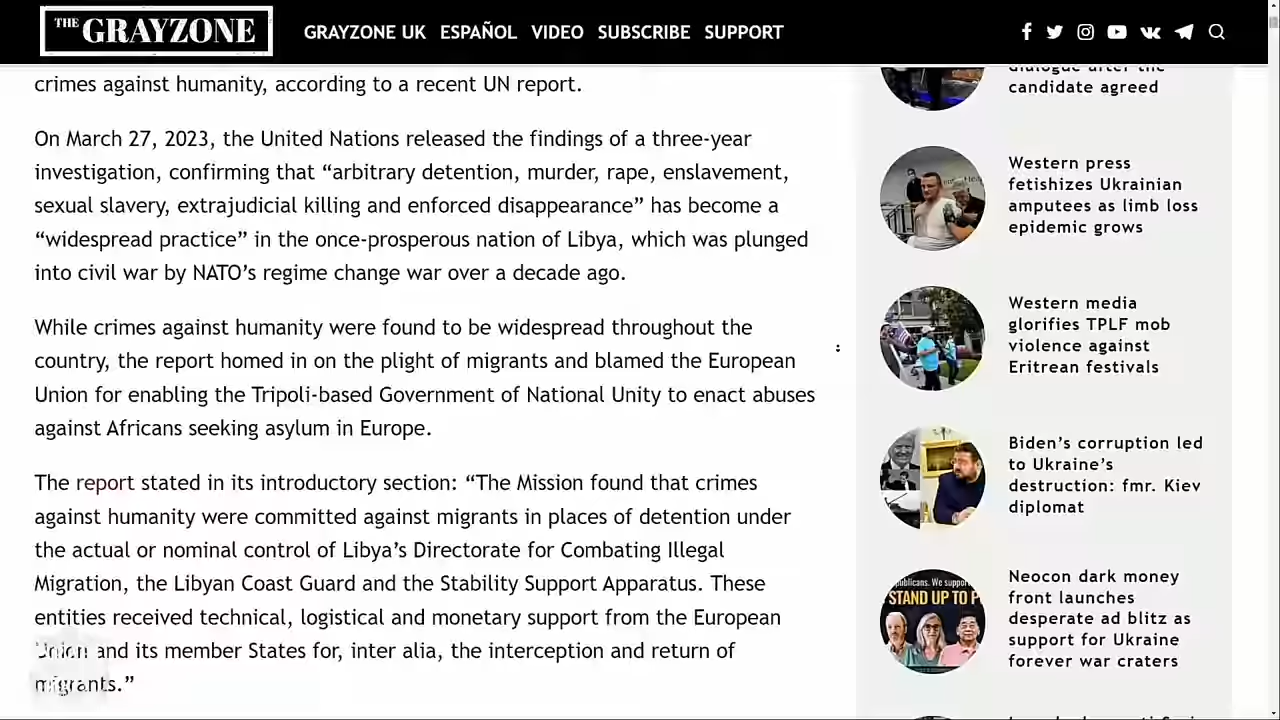 THE GRAYZONE
GRAYZONE UK ESPAÑOL VIDEO SUBSCRIBE SUPPORT
crimes against humanity, according to a recent UN report.
On March 27, 2023, the United Nations released the findings of a three-year
investigation, confirming that “arbitrary detention, murder, rape, enslavement,
sexual slavery, extrajudicial killing and enforced disappearance” has become a
“widespread practice” in the once-prosperous nation of Libya, which was plunged
into civil war by NATO’s regime change war over a decade ago.
While crimes against humanity were found to be widespread throughout the
country, the report homed in on the plight of migrants and blamed the European
Union for enabling the Tripoli-based Government of National Unity to enact abuses
against Africans seeking asylum in Europe.
The report stated in its introductory section: “The Mission found that crimes
against humanity were committed against migrants in places of detention under
the actual or nominal control of Libya’s Directorate for Combating Illegal
Migration, the Libyan Coast Guard and the Stability Support Apparatus. These
entities received technical, logistical and monetary support from the European
Union and its member States for, inter alia, the interception and return of
migrants.”
dialogue after the
candidate agreed
Western press
fetishizes Ukrainian
amputees as limb loss
epidemic grows
Western media
glorifies TPLF mob
violence against
Eritrean festivals
Biden’s corruption led
to Ukraine’s
destruction: fmr. Kiev
diplomat
publicans. We suppor
STAND UP TO P
Neocon dark money
front launches
desperate ad blitz as
support for Ukraine
forever war craters